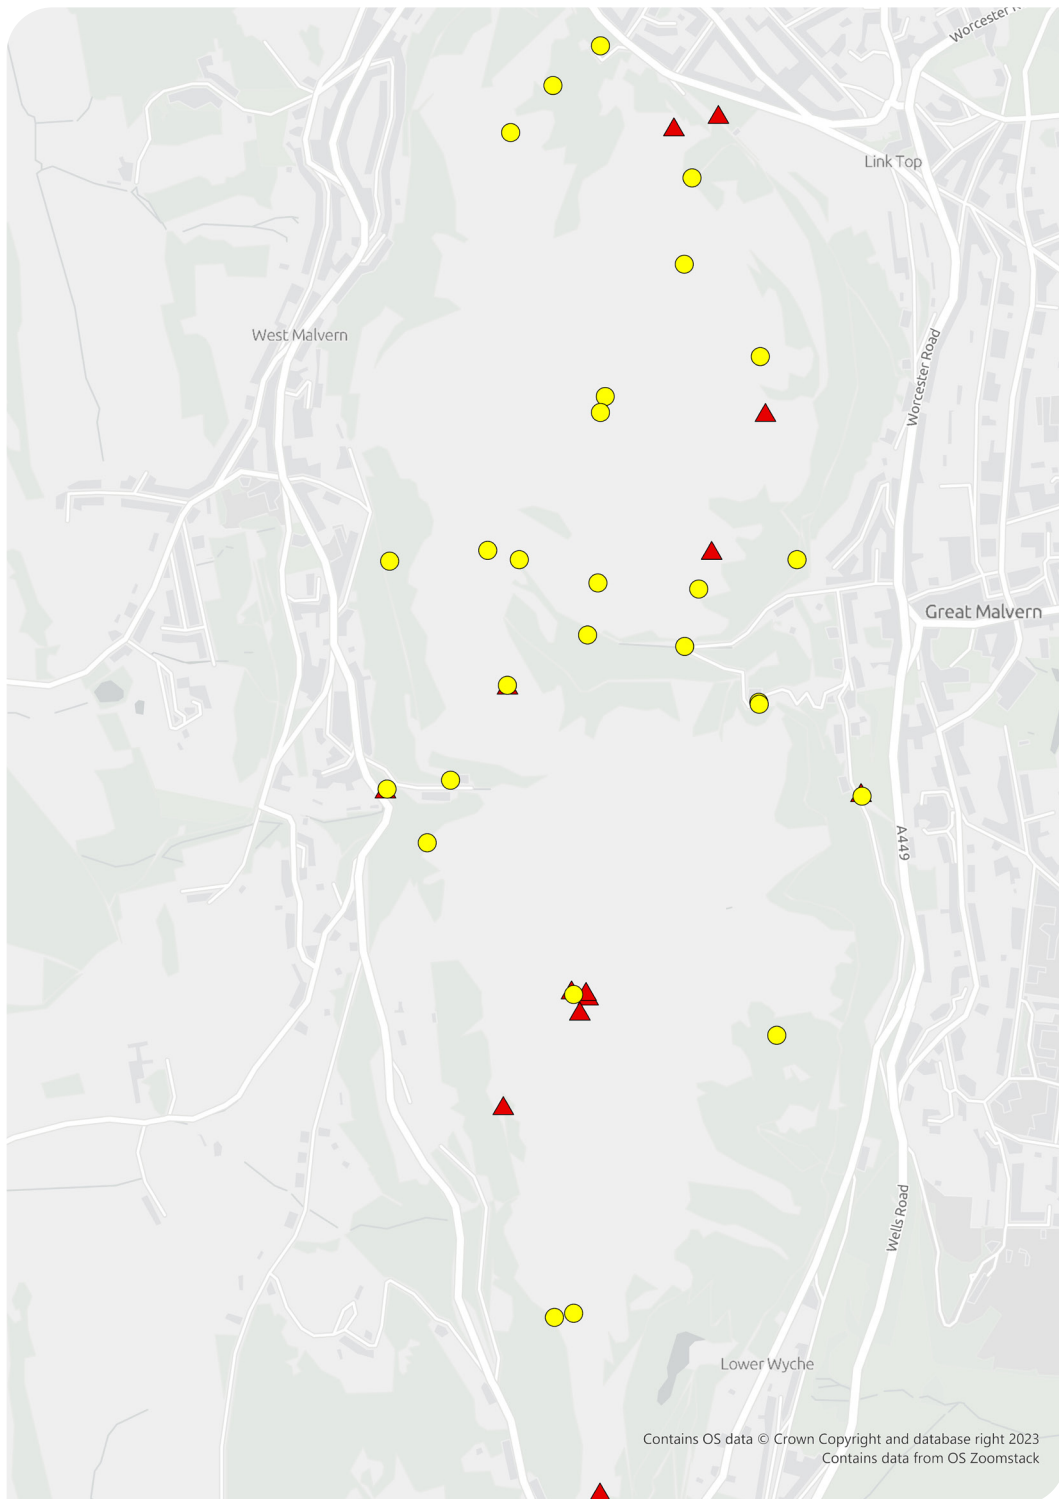 Worcester
Link Top
West Malvern
Worcester Road
Great Malvern
A449
Wells Road
Lower Wyche
Contains OS data © Crown Copyright and database right 2023
Contains data from OS Zoomstack